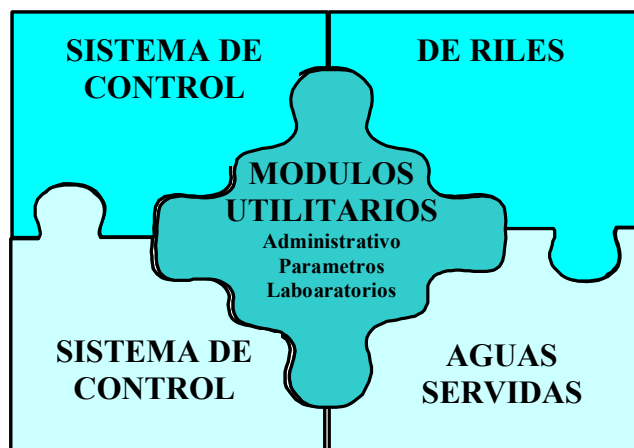 SISTEMA DE
CONTROL
DE RILES
MODULOS
UTILITARIOS
Administrativo
Parametros
Laboaratorios
SISTEMA DE
CONTROL
AGUAS
SERVIDAS